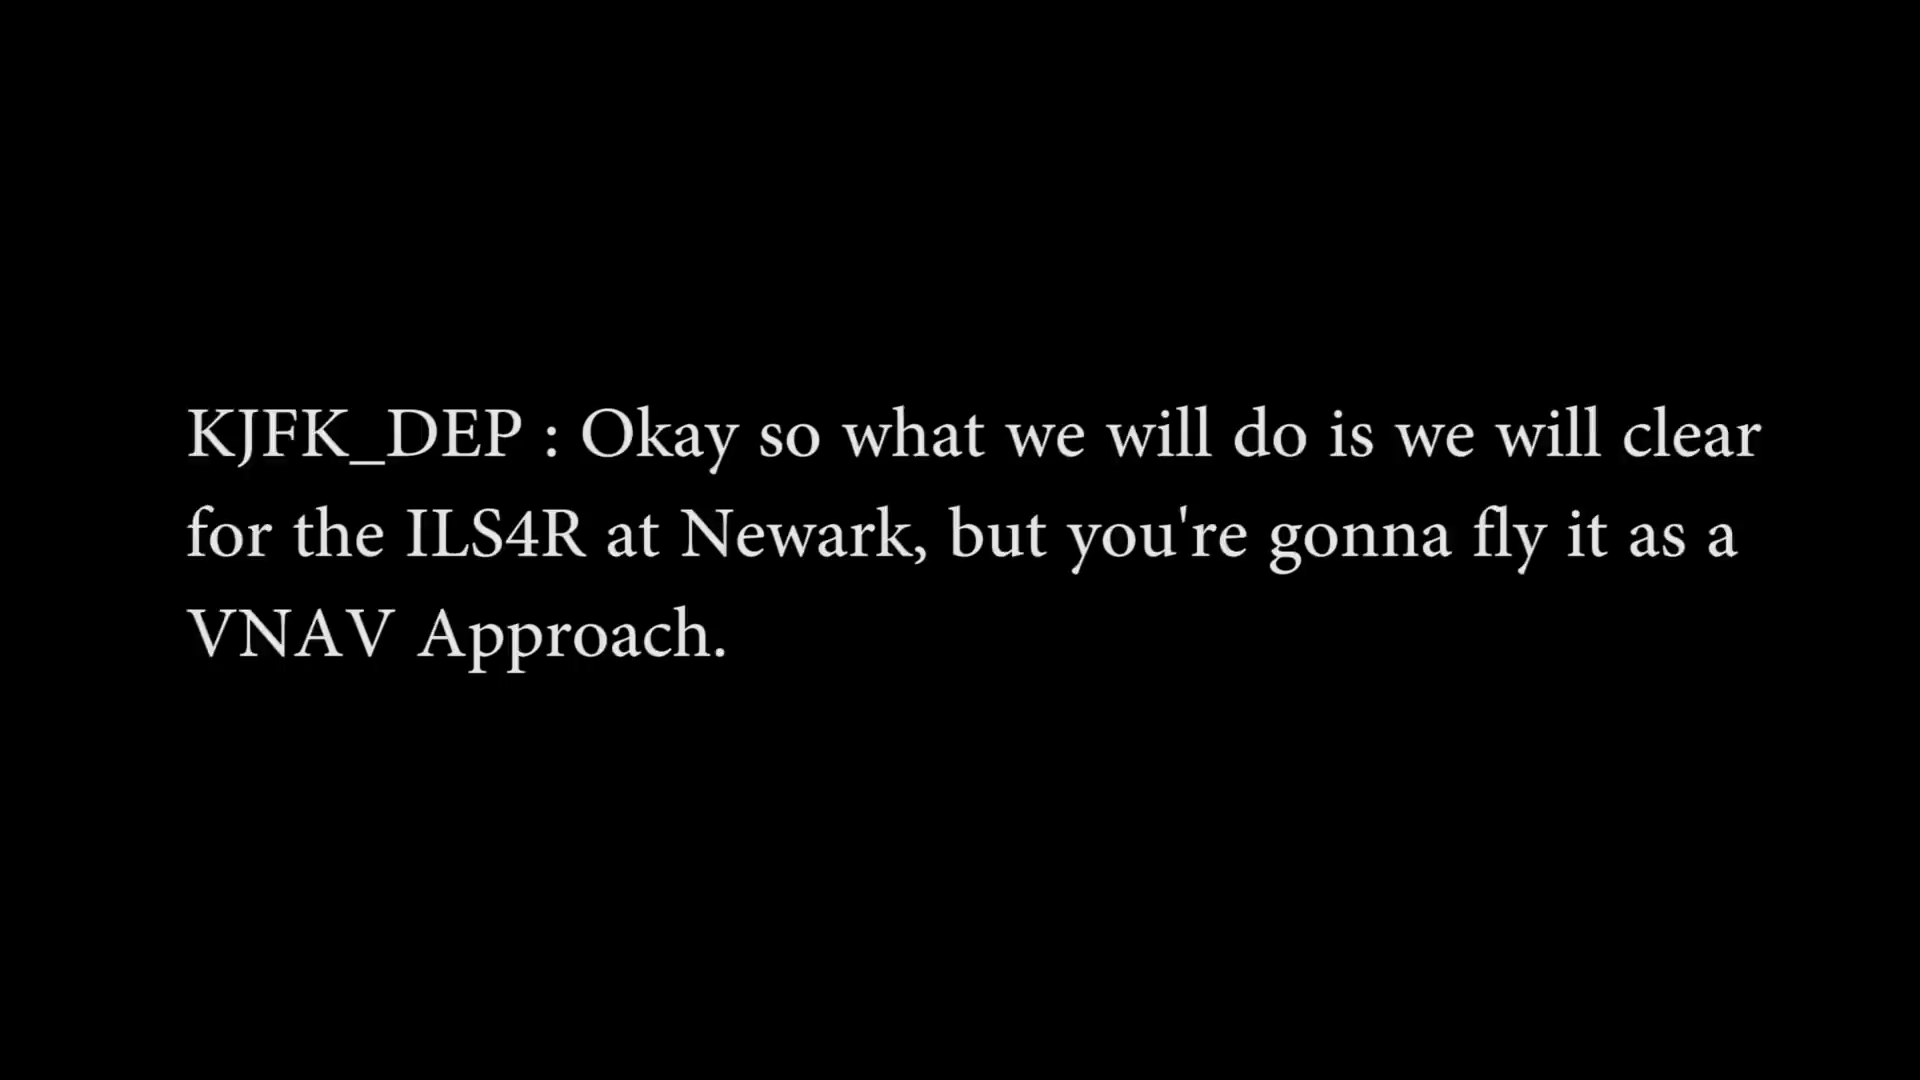 KJFK_DEP : Okay so what we will do is we will clear
for the ILS4R at Newark, but you're gonna fly it as a
VNAV Approach.